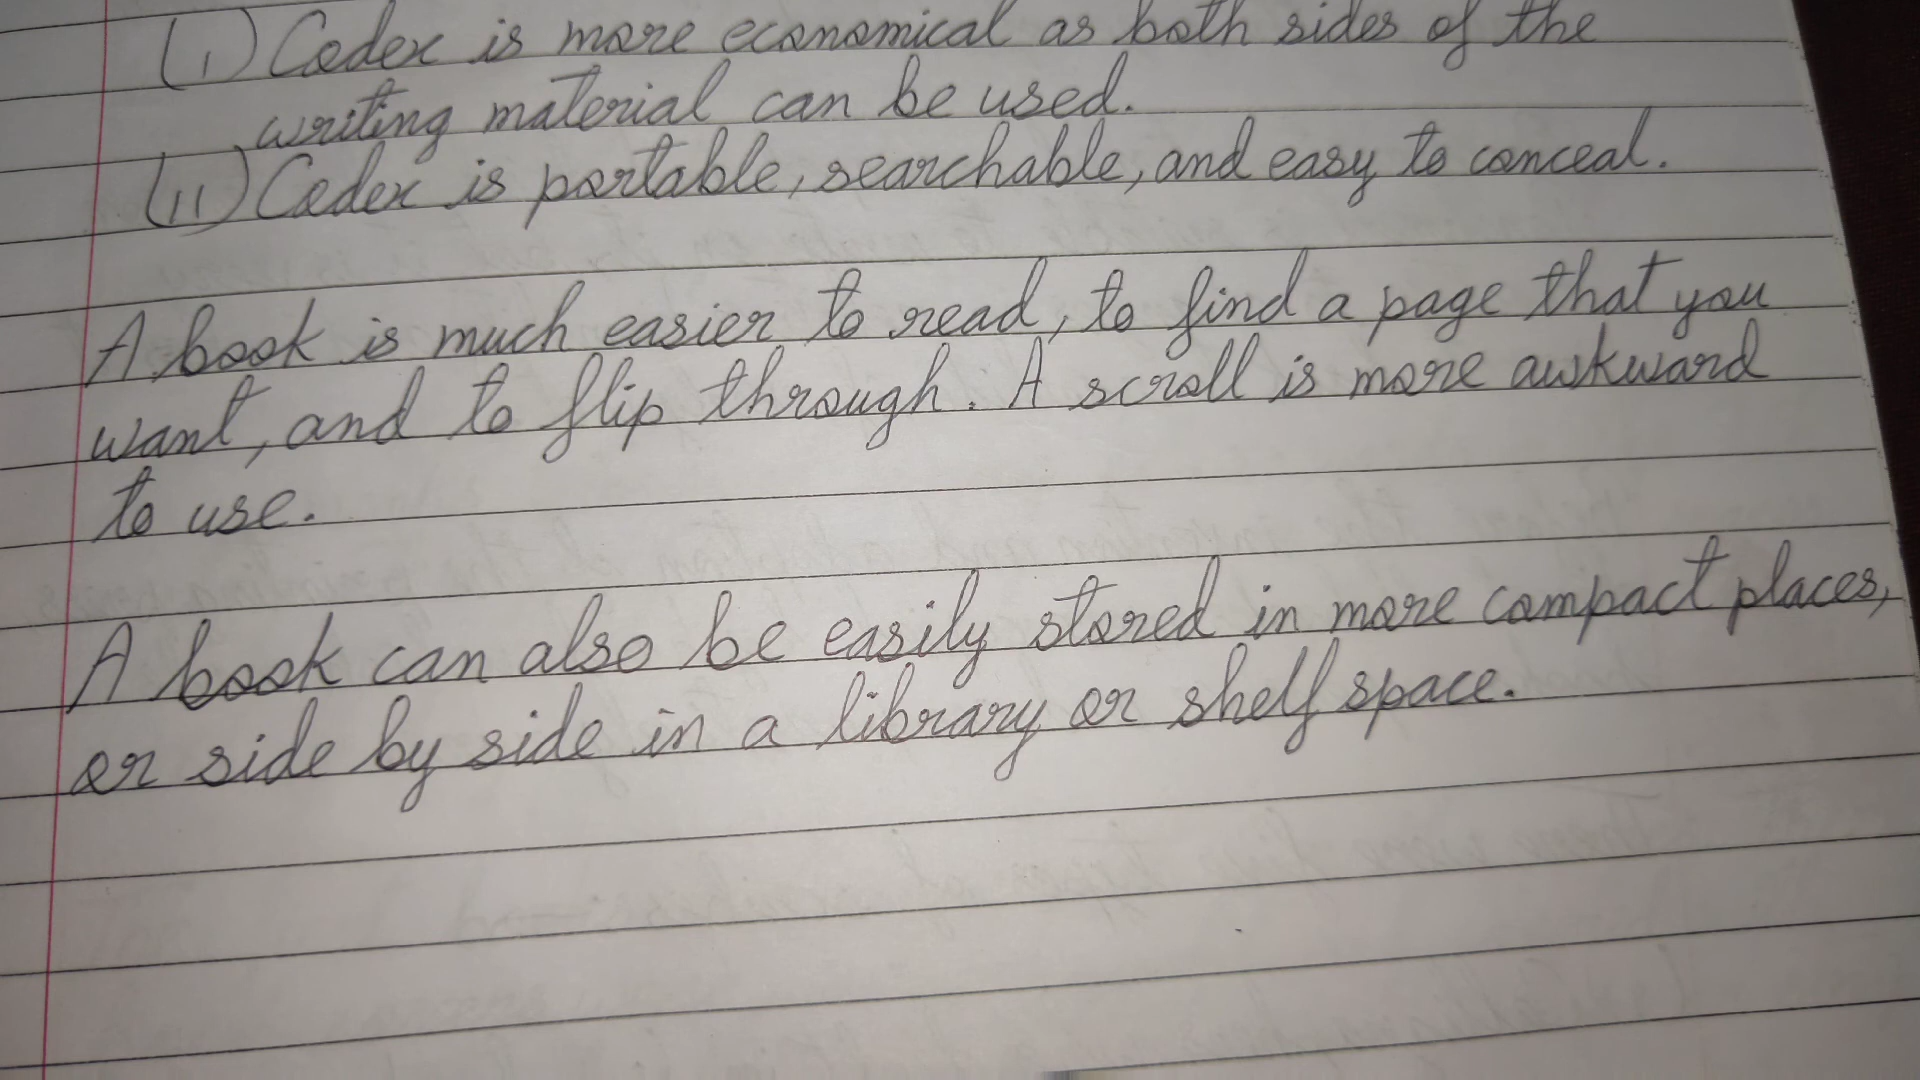 (i) Codex is more economical as both sides of the
writing material can be used.
(ii) Codex is portable, searchable, and easy to conceal.
A book is much easier to read, to find a page that you
want, and to flip through. A scroll is more awkward
to use.
A book can also be easily stored in more compact places,
or side by side in a library or shelf space.